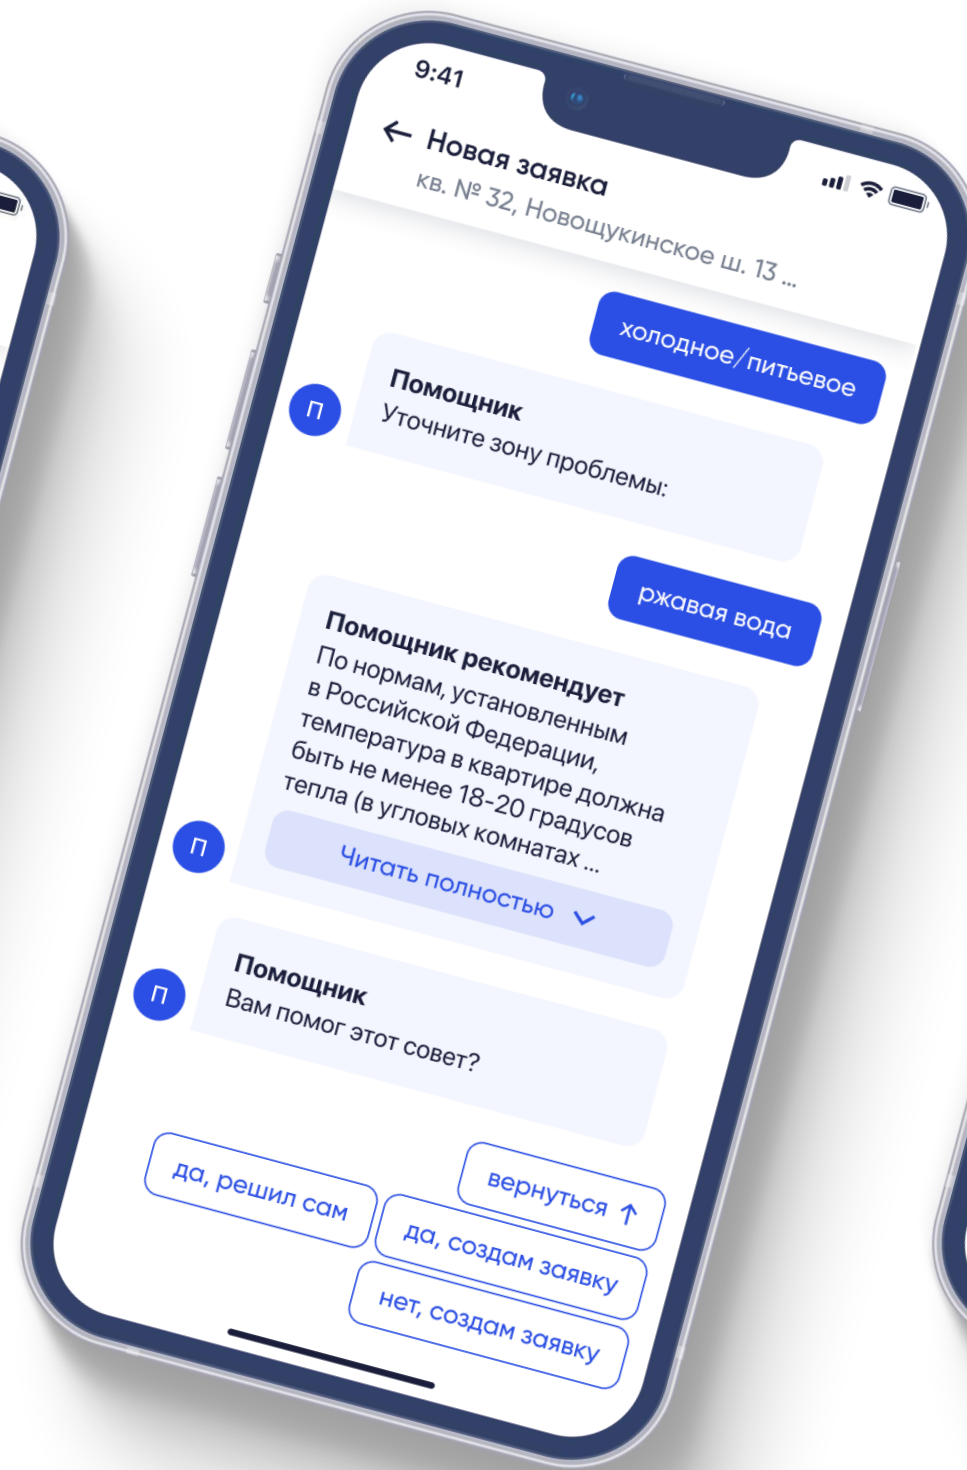 9:41
← Новая заявка
кв. № 32, Новощукинское ш. 13 ...
холодное/питьевое
П
Помощник
Уточните зону проблемы:
ржавая вода
Помощник рекомендует
По нормам, установленным
в Российской Федерации,
температура в квартире должна
быть не менее 18-20 градусов
тепла (в угловых комнатах ...
Читать полностью
П
Помощник
Вам помог этот совет?
П
вернуться ↑
да, решил сам
да, создам заявку
нет, создам заявку